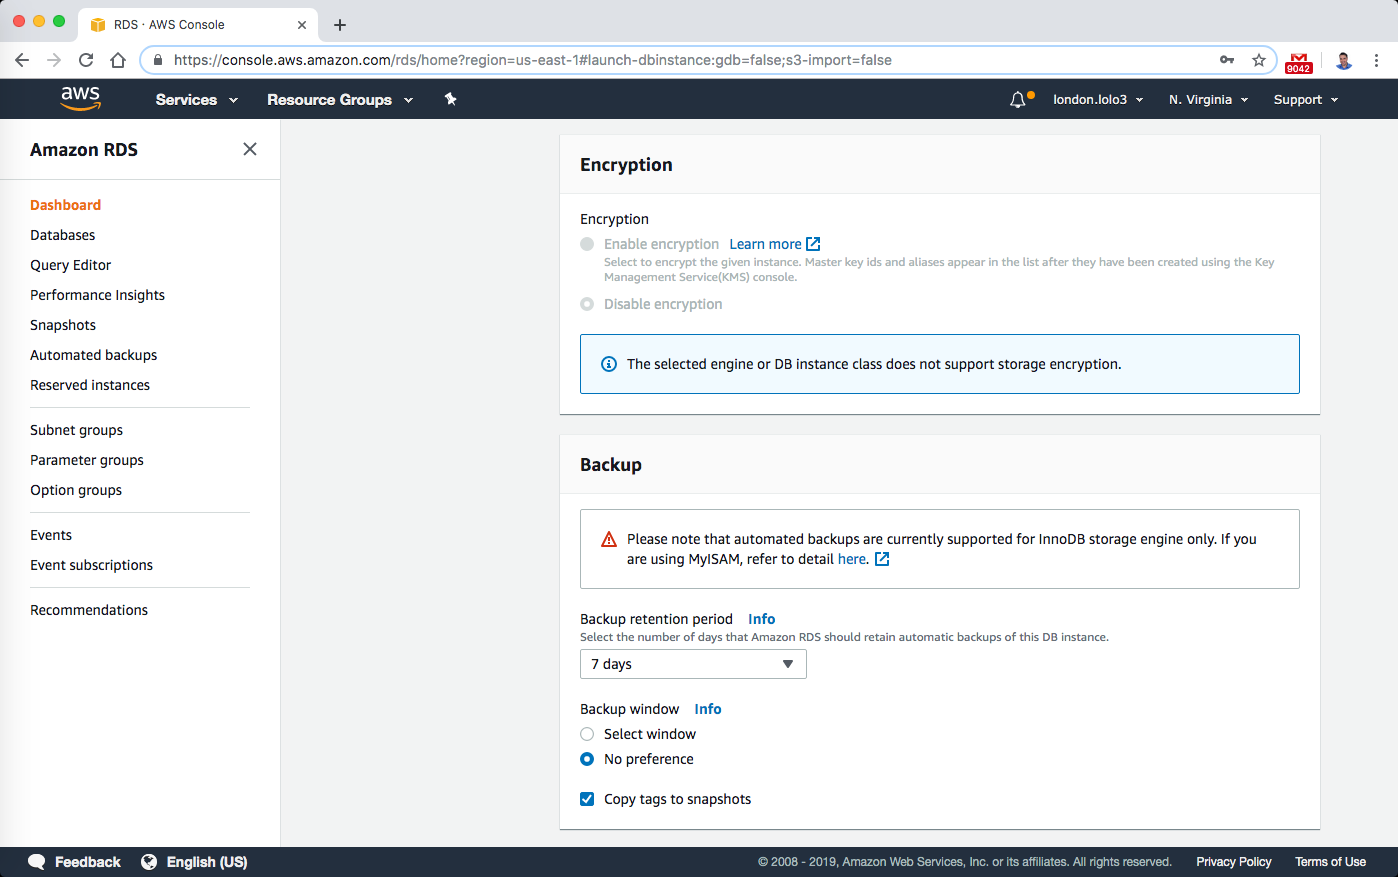 RDS · AWS Console
https://console.aws.amazon.com/rds/home?region=us-east-1#launch-dbinstance:gdb=false;s3-import=false
9042
aws
Services
Resource Groups
london.lolo3
N. Virginia
Support
Amazon RDS
Dashboard
Databases
Query Editor
Performance Insights
Snapshots
Automated backups
Reserved instances
Subnet groups
Parameter groups
Option groups
Events
Event subscriptions
Recommendations
Encryption
Encryption
Enable encryption Learn more
Select to encrypt the given instance. Master key ids and aliases appear in the list after they have been created using the Key
Management Service(KMS) console.
Disable encryption
The selected engine or DB instance class does not support storage encryption.
Backup
Please note that automated backups are currently supported for InnoDB storage engine only. If you
are using MyISAM, refer to detail here.
Backup retention period Info
Select the number of days that Amazon RDS should retain automatic backups of this DB instance.
7 days
Backup window Info
Select window
No preference
Copy tags to snapshots
Feedback
English (US)
© 2008 - 2019, Amazon Web Services, Inc. or its affiliates. All rights reserved.
Privacy Policy
Terms of Use